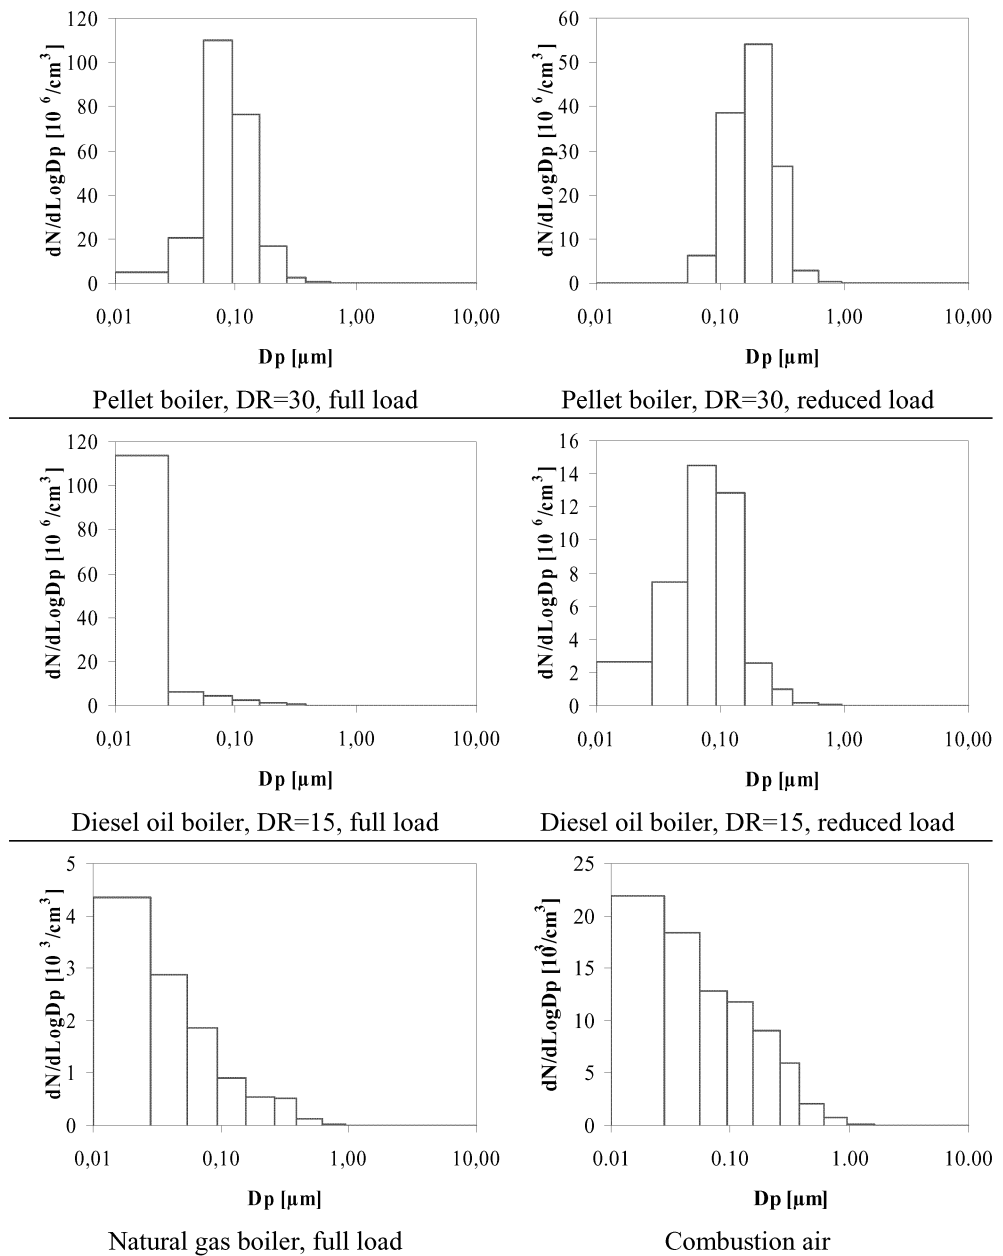 dN/dLogDp [10 6/cm3]
120
100
80
60
40
20
0
0,01 0,10 1,00 10,00
Dp [µm]
Pellet boiler, DR=30, full load
dN/dLogDp [10 6/cm3]
60
50
40
30
20
10
0
0,01 0,10 1,00 10,00
Dp [µm]
Pellet boiler, DR=30, reduced load
dN/dLogDp [10 6/cm3]
120
100
80
60
40
20
0
0,01 0,10 1,00 10,00
Dp [µm]
Diesel oil boiler, DR=15, full load
dN/dLogDp [10 6/cm3]
16
14
12
10
8
6
4
2
0
0,01 0,10 1,00 10,00
Dp [µm]
Diesel oil boiler, DR=15, reduced load
dN/dLogDp [10 3/cm3]
5
4
3
2
1
0
0,01 0,10 1,00 10,00
Dp [µm]
Natural gas boiler, full load
dN/dLogDp [103/cm3]
25
20
15
10
5
0
0.01 0.10 1.00 10.00
Dp [µm]
Combustion air